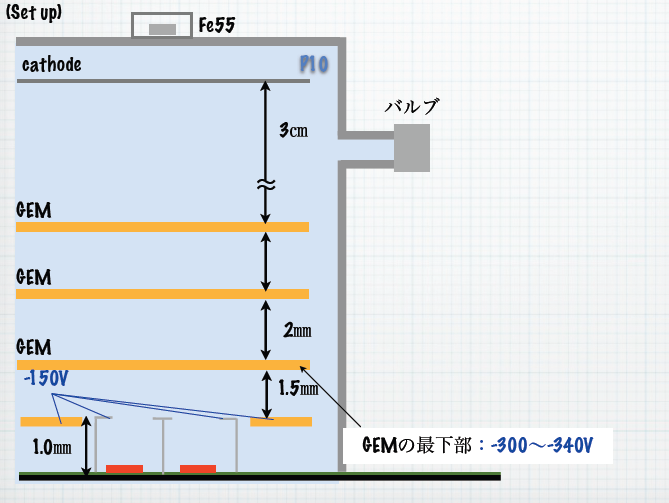 (Set up)
Fe55
cathode
P10
バルブ
3cm
GEM
GEM
2mm
GEM
-150V
1.5mm
1.0mm
GEMの最下部：-300〜-340V